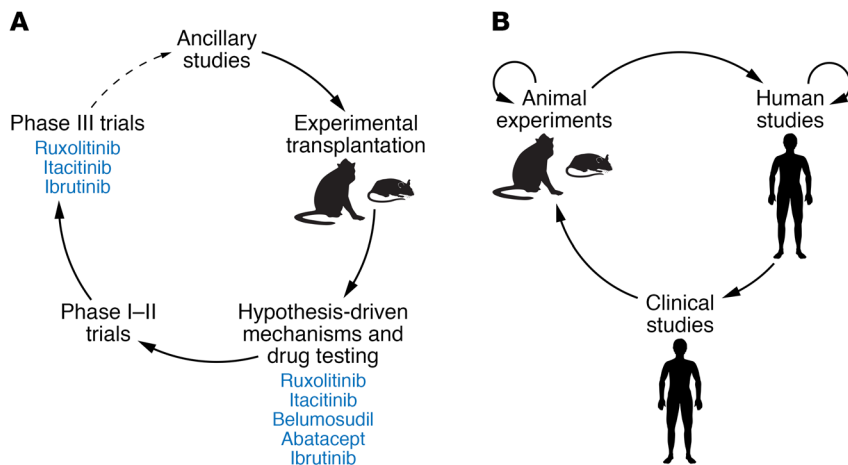 A
Ancillary
studies
Experimental
transplantation
Hypothesis-driven
mechanisms and
drug testing
Ruxolitinib
Itacitinib
Belumosudil
Abatacept
Ibrutinib
Phase I–II
trials
Phase III trials
Ruxolitinib
Itacitinib
Ibrutinib
B
Animal
experiments
Human
studies
Clinical
studies